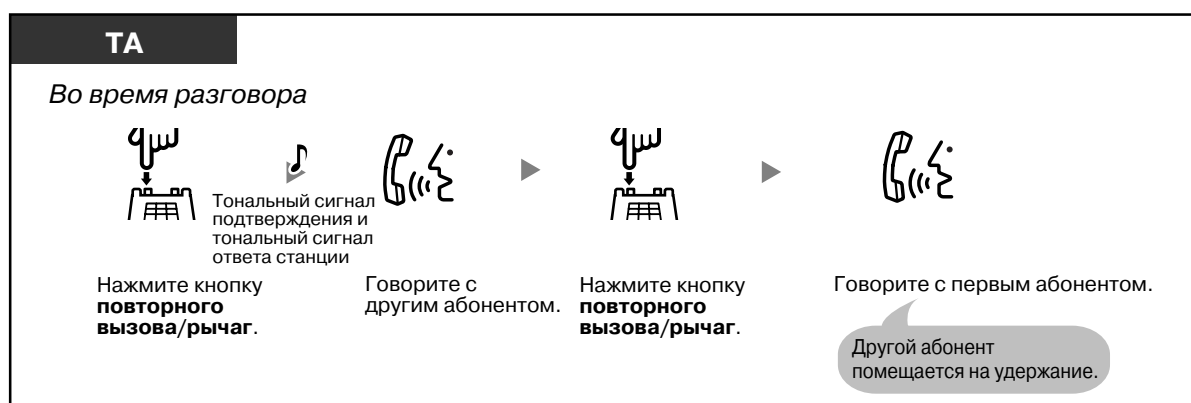 ТА
Во время разговора
Тональный сигнал
подтверждения и
тональный сигнал
ответа станции
Нажмите кнопку
повторного
вызова/рычаг.
Говорите с
другим абонентом.
Нажмите кнопку
повторного
вызова/рычаг.
Говорите с первым абонентом.
Другой абонент
помещается на удержание.